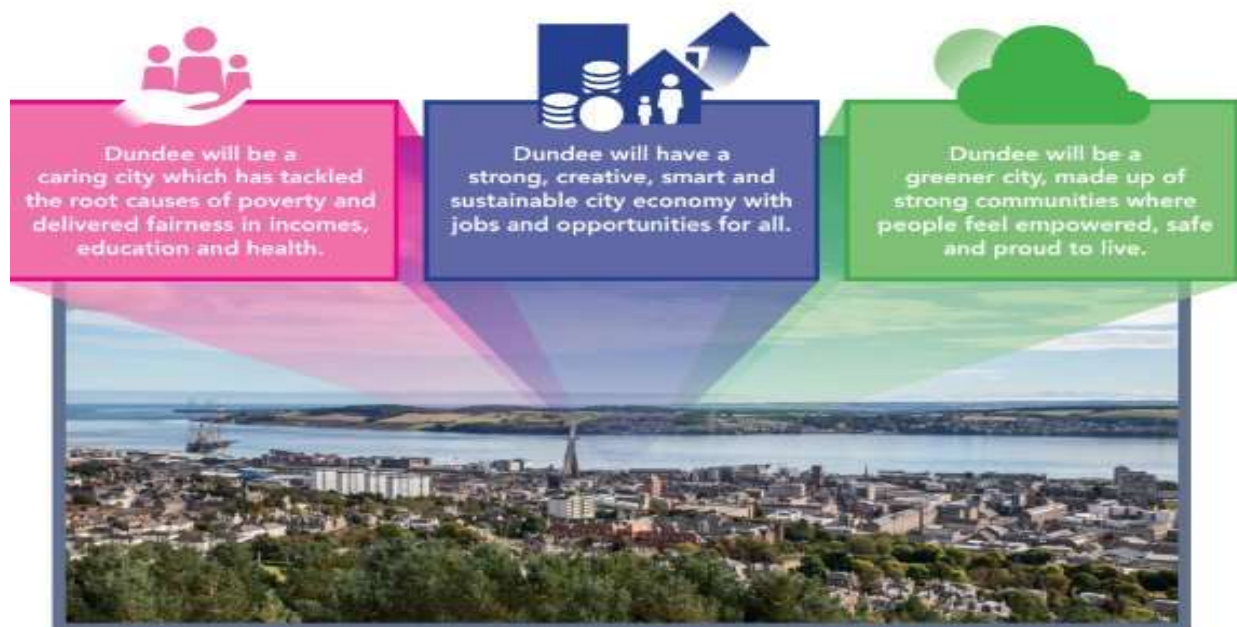 Dundee will be a
caring city which has tackled
the root causes of poverty and
delivered fairness in incomes,
education and health.
Dundee will have a
strong, creative, smart and
sustainable city economy with
jobs and opportunities for all.
Dundee will be a
greener city, made up of
strong communities where
people feel empowered, safe
and proud to live.